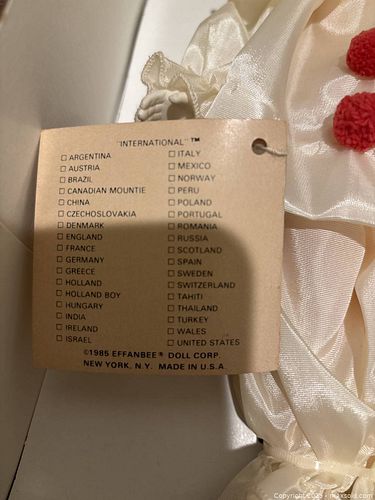 "INTERNATIONAL" ™
☐ ARGENTINA
☐ AUSTRIA
☐ BRAZIL
☐ CANADIAN MOUNTIE
☐ CHINA
☐ CZECHOSLOVAKIA
☐ DENMARK
☐ ENGLAND
☐ FRANCE
☐ GERMANY
☐ GREECE
☐ HOLLAND
☐ HOLLAND BOY
☐ HUNGARY
☐ INDIA
☐ IRELAND
☐ ISRAEL
☐ ITALY
☐ MEXICO
☐ NORWAY
☐ PERU
☐ POLAND
☐ PORTUGAL
☐ ROMANIA
☐ RUSSIA
☐ SCOTLAND
☐ SPAIN
☐ SWEDEN
☐ SWITZERLAND
☐ TAHITI
☐ THAILAND
☐ TURKEY
☐ WALES
☐ UNITED STATES
©1985 EFFANBEE® DOLL CORP.
NEW YORK, N.Y. MADE IN U.S.A.